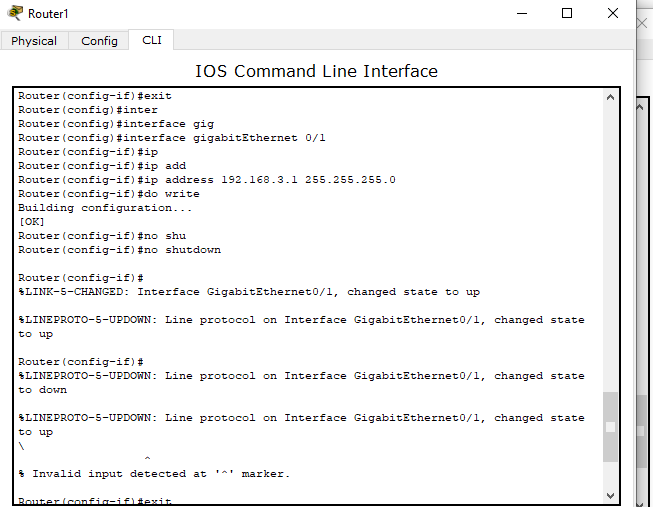 Router1
Physical Config CLI
IOS Command Line Interface
Router(config-if)#exit
Router(config)#inter
Router(config)#interface gig
Router(config)#interface gigabitEthernet 0/1
Router(config-if)#ip
Router(config-if)#ip add
Router(config-if)#ip address 192.168.3.1 255.255.255.0
Router(config-if)#do write
Building configuration...
[OK]
Router(config-if)#no shu
Router(config-if)#no shutdown
Router(config-if)#
%LINK-5-CHANGED: Interface GigabitEthernet0/1, changed state to up
%LINEPROTO-5-UPDOWN: Line protocol on Interface GigabitEthernet0/1, changed state
to up
Router(config-if)#
%LINEPROTO-5-UPDOWN: Line protocol on Interface GigabitEthernet0/1, changed state
to down
%LINEPROTO-5-UPDOWN: Line protocol on Interface GigabitEthernet0/1, changed state
to up
\
^
% Invalid input detected at '^' marker.
Router(config-if)#exit